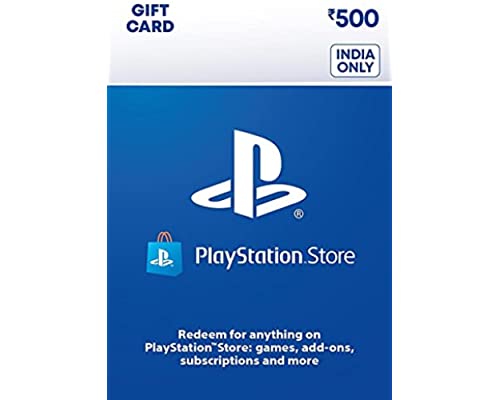 GIFT
CARD
₹500
INDIA
ONLY
®
PlayStation.Store
Redeem for anything on
PlayStation™Store: games, add-ons,
subscriptions and more